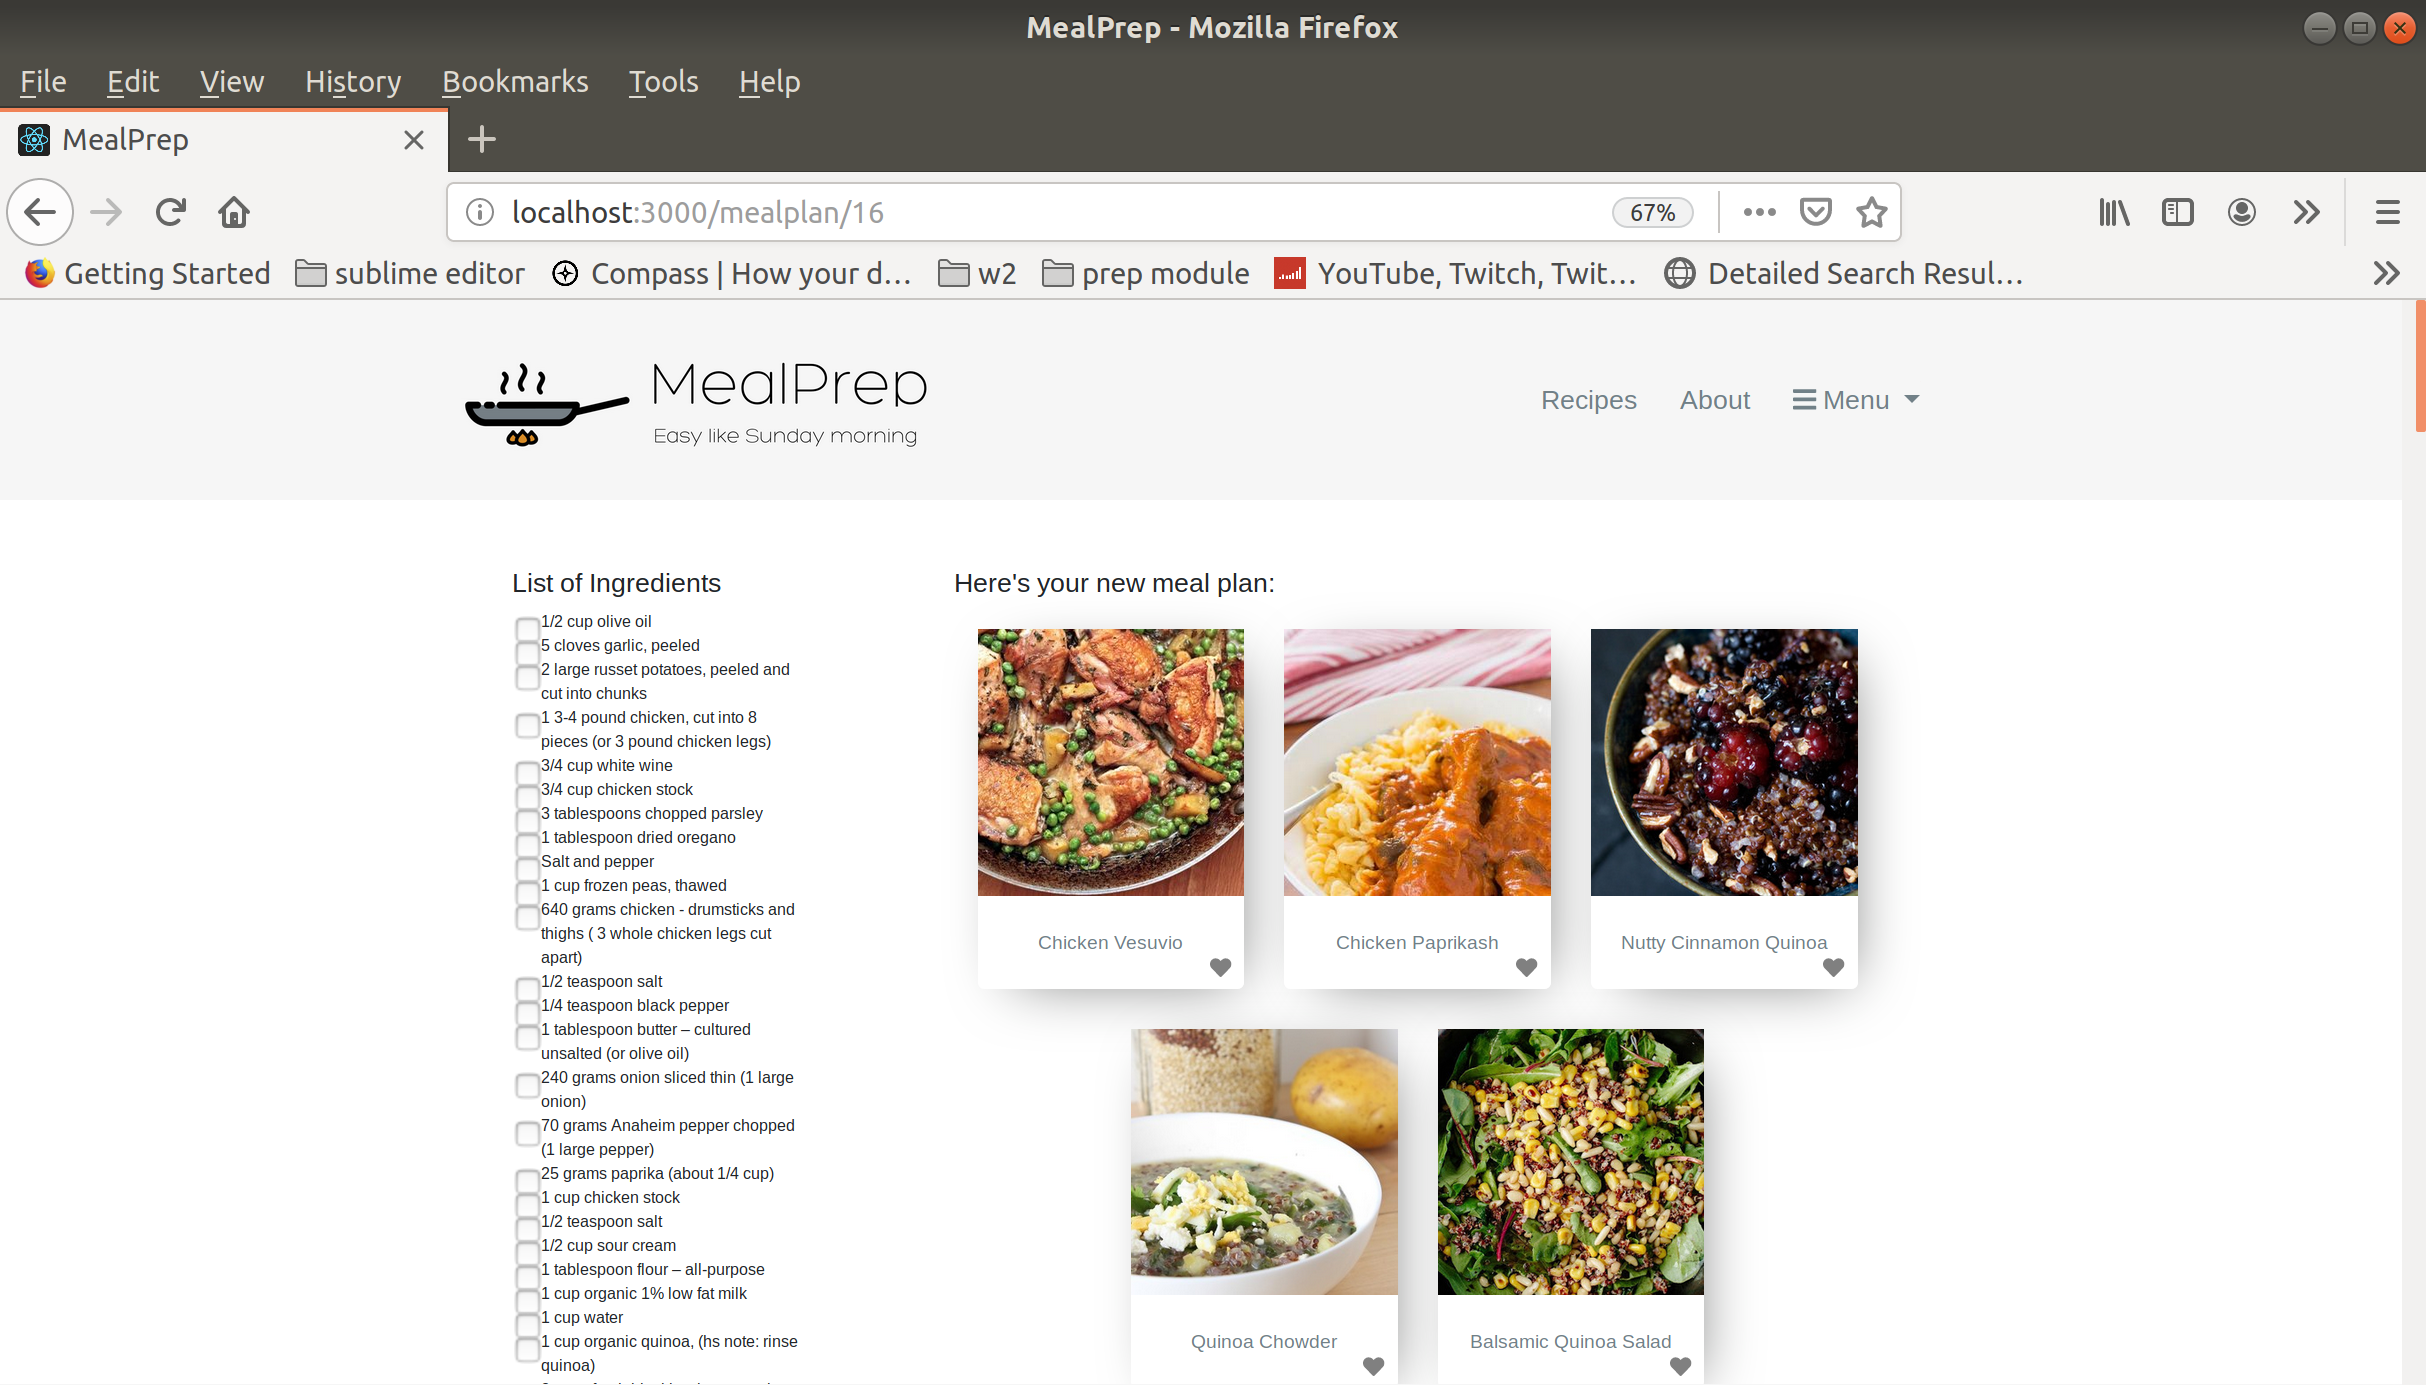 MealPrep - Mozilla Firefox
File Edit View History Bookmarks Tools Help
MealPrep
localhost:3000/mealplan/16 67%
Getting Started sublime editor Compass | How your d… w2 prep module YouTube, Twitch, Twit… Detailed Search Resul…
MealPrep
Easy like Sunday morning
Recipes About Menu
List of Ingredients
1/2 cup olive oil
5 cloves garlic, peeled
2 large russet potatoes, peeled and
cut into chunks
1 3-4 pound chicken, cut into 8
pieces (or 3 pound chicken legs)
3/4 cup white wine
3/4 cup chicken stock
3 tablespoons chopped parsley
1 tablespoon dried oregano
Salt and pepper
1 cup frozen peas, thawed
640 grams chicken - drumsticks and
thighs ( 3 whole chicken legs cut
apart)
1/2 teaspoon salt
1/4 teaspoon black pepper
1 tablespoon butter – cultured
unsalted (or olive oil)
240 grams onion sliced thin (1 large
onion)
70 grams Anaheim pepper chopped
(1 large pepper)
25 grams paprika (about 1/4 cup)
1 cup chicken stock
1/2 teaspoon salt
1/2 cup sour cream
1 tablespoon flour – all-purpose
1 cup organic 1% low fat milk
1 cup water
1 cup organic quinoa, (hs note: rinse
quinoa)
Here's your new meal plan:
Chicken Vesuvio
Chicken Paprikash
Nutty Cinnamon Quinoa
Quinoa Chowder
Balsamic Quinoa Salad